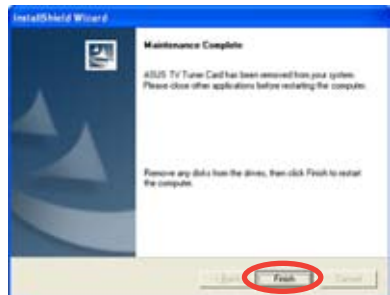 InstallShield Wizard
Maintenance Complete
ASUS TV Tuner Card has been removed from your system.
Please close other applications before restarting the computer.
Remove any disks from the drives, then click Finish to restart
the computer.
< Back
Finish
Cancel